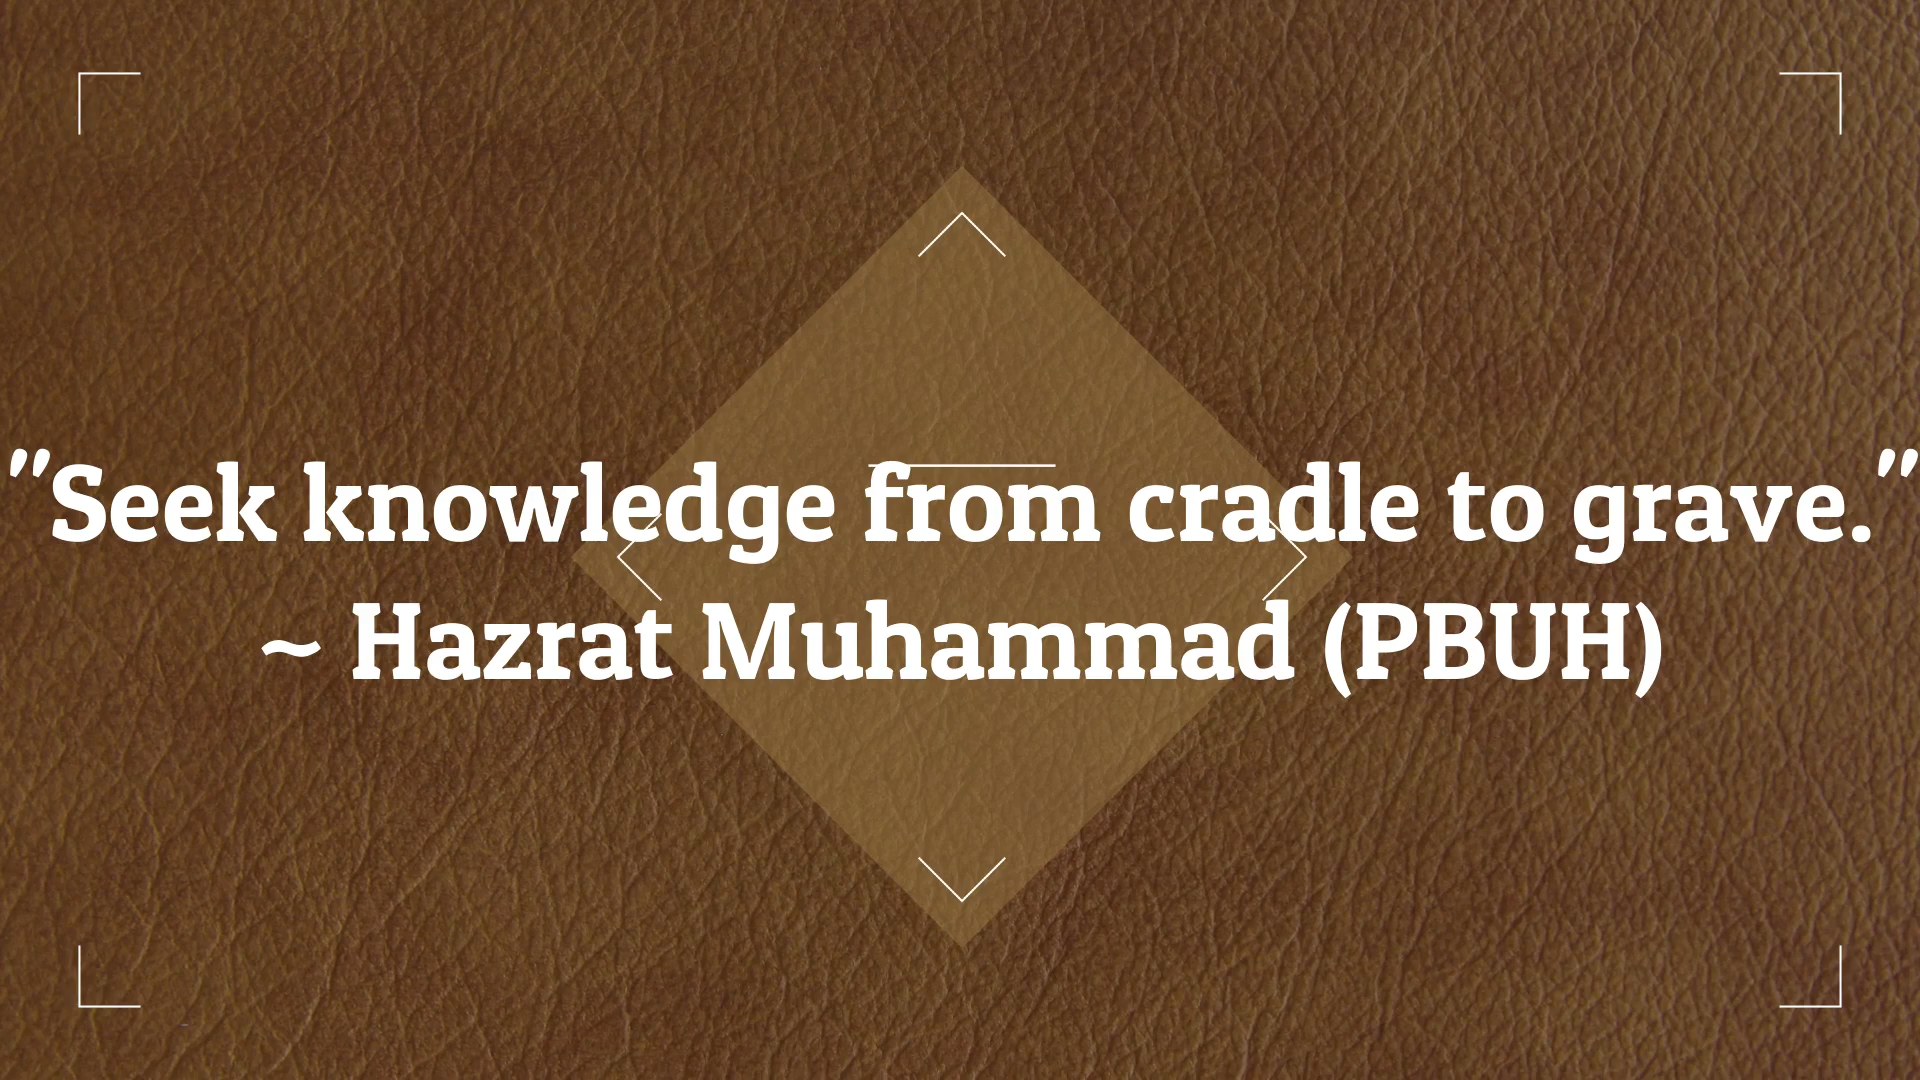 "Seek knowledge from cradle to grave."
~ Hazrat Muhammad (PBUH)